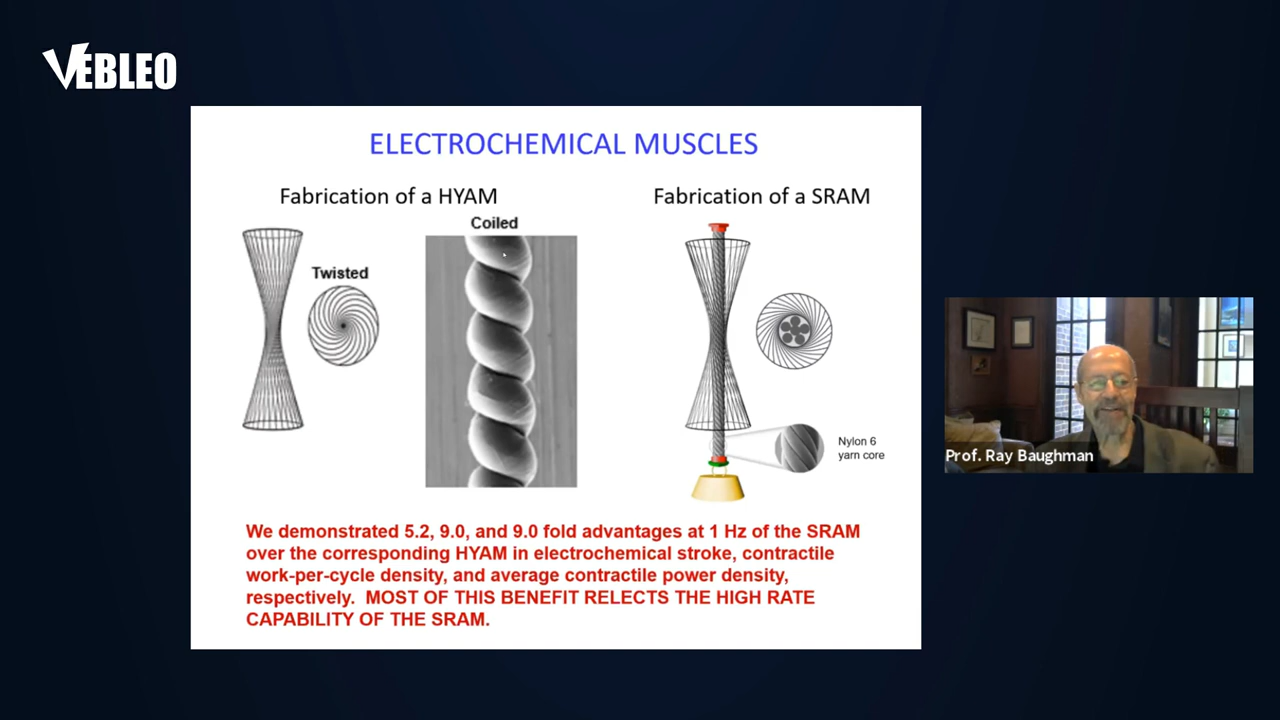 VEBLEO
ELECTROCHEMICAL MUSCLES
Fabrication of a HYAM
Fabrication of a SRAM
Coiled
Twisted
Nylon 6
yarn core
We demonstrated 5.2, 9.0, and 9.0 fold advantages at 1 Hz of the SRAM
over the corresponding HYAM in electrochemical stroke, contractile
work-per-cycle density, and average contractile power density,
respectively. MOST OF THIS BENEFIT RELECTS THE HIGH RATE
CAPABILITY OF THE SRAM.
Prof. Ray Baughman